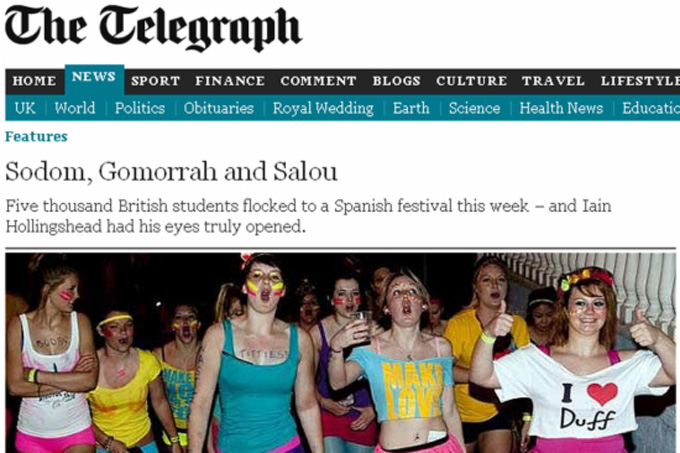 The Telegraph
HOME NEWS SPORT FINANCE COMMENT BLOGS CULTURE TRAVEL LIFESTYLE
UK World Politics Obituaries Royal Wedding Earth Science Health News Educatio
Features
Sodom, Gomorrah and Salou
Five thousand British students flocked to a Spanish festival this week – and Iain
Hollingshead had his eyes truly opened.
BOOBS
TITTIES
MAKE
LOVE
I ♥
Duff